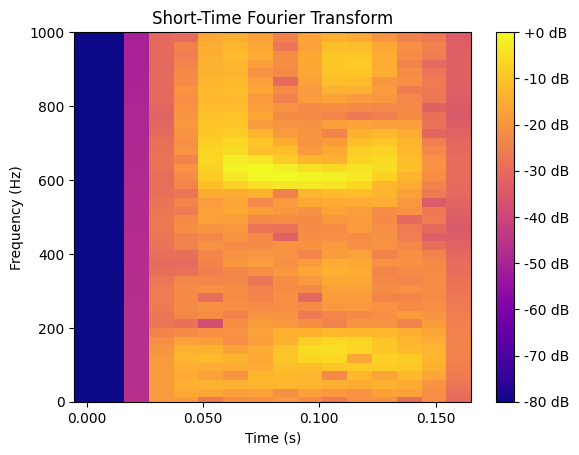 Short-Time Fourier Transform
Frequency (Hz)
1000
800
600
400
200
0
0.000
0.050
0.100
0.150
Time (s)
+0 dB
-10 dB
-20 dB
-30 dB
-40 dB
-50 dB
-60 dB
-70 dB
-80 dB